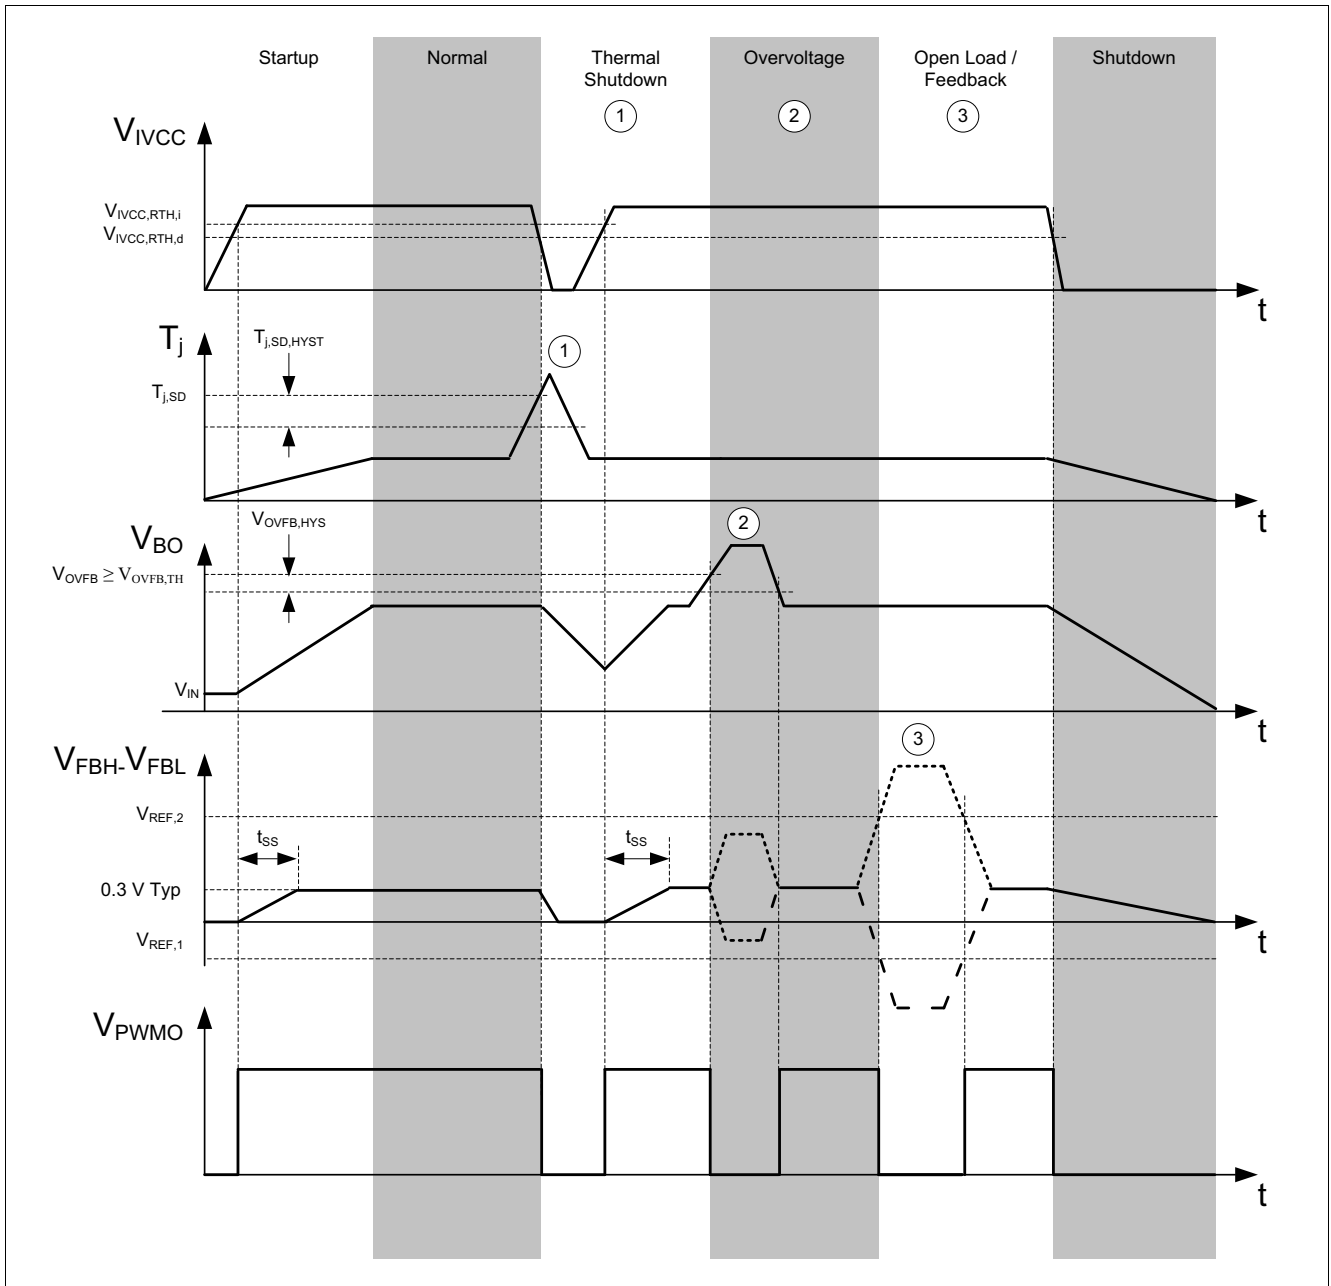 Startup
Normal
Thermal
Shutdown
1
Overvoltage
2
Open Load /
Feedback
3
Shutdown
VIVCC
VIVCC,RTH,i
VIVCC,RTH,d
t
Tj
Tj,SD,HYST
1
Tj,SD
t
VBO
VOVFB,HYS
2
VOVFB ≥ VOVFB,TH
VIN
t
VFBH-VFBL
3
VREF,2
tSS
tSS
0.3 V Typ
VREF,1
t
VPWMO
t